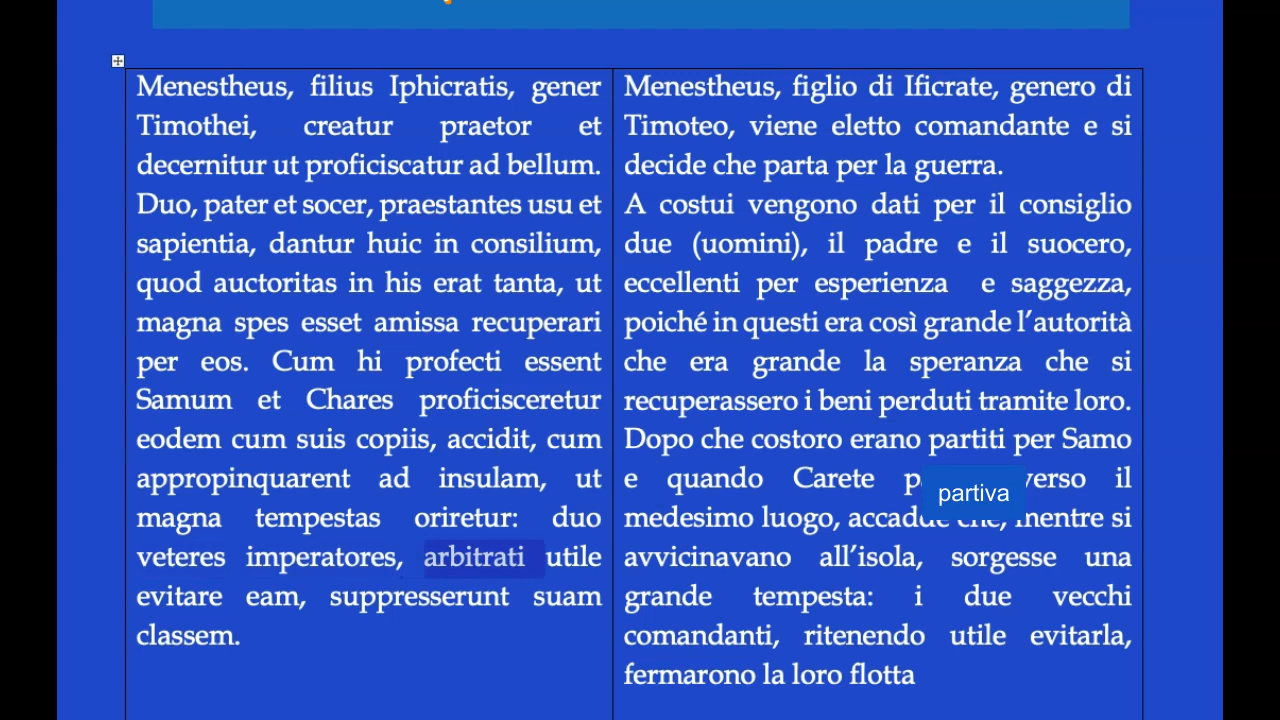 Menestheus, filius Iphicratis, gener
Timothei, creatur praetor et
decernitur ut proficiscatur ad bellum.
Duo, pater et socer, praestantes usu et
sapientia, dantur huic in consilium,
quod auctoritas in his erat tanta, ut
magna spes esset amissa recuperari
per eos. Cum hi profecti essent
Samum et Chares proficisceretur
eodem cum suis copiis, accidit, cum
appropinquarent ad insulam, ut
magna tempestas oriretur: duo
veteres imperatores, arbitrati utile
evitare eam, suppresserunt suam
classem.
Menestheus, figlio di Ificrate, genero di
Timoteo, viene eletto comandante e si
decide che parta per la guerra.
A costui vengono dati per il consiglio
due (uomini), il padre e il suocero,
eccellenti per esperienza e saggezza,
poiché in questi era così grande l'autorità
che era grande la speranza che si
recuperassero i beni perduti tramite loro.
Dopo che costoro erano partiti per Samo
e quando Carete verso il
partiva
medesimo luogo, accadde che, mentre si
avvicinavano all'isola, sorgesse una
grande tempesta: i due vecchi
comandanti, ritenendo utile evitarla,
fermarono la loro flotta